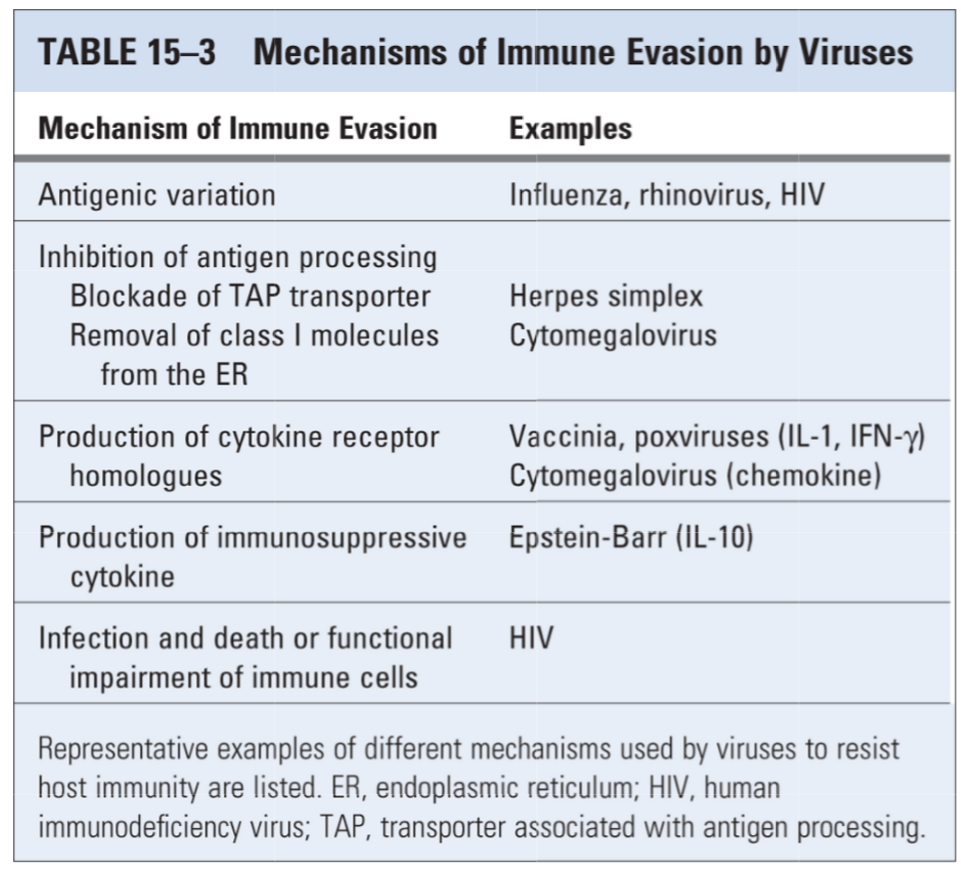 TABLE 15–3 Mechanisms of Immune Evasion by Viruses
Mechanism of Immune Evasion Examples
Antigenic variation Influenza, rhinovirus, HIV
Inhibition of antigen processing
Blockade of TAP transporter Herpes simplex
Removal of class I molecules Cytomegalovirus
from the ER
Production of cytokine receptor Vaccinia, poxviruses (IL-1, IFN-γ)
homologues Cytomegalovirus (chemokine)
Production of immunosuppressive Epstein-Barr (IL-10)
cytokine
Infection and death or functional HIV
impairment of immune cells
Representative examples of different mechanisms used by viruses to resist
host immunity are listed. ER, endoplasmic reticulum; HIV, human
immunodeficiency virus; TAP, transporter associated with antigen processing.